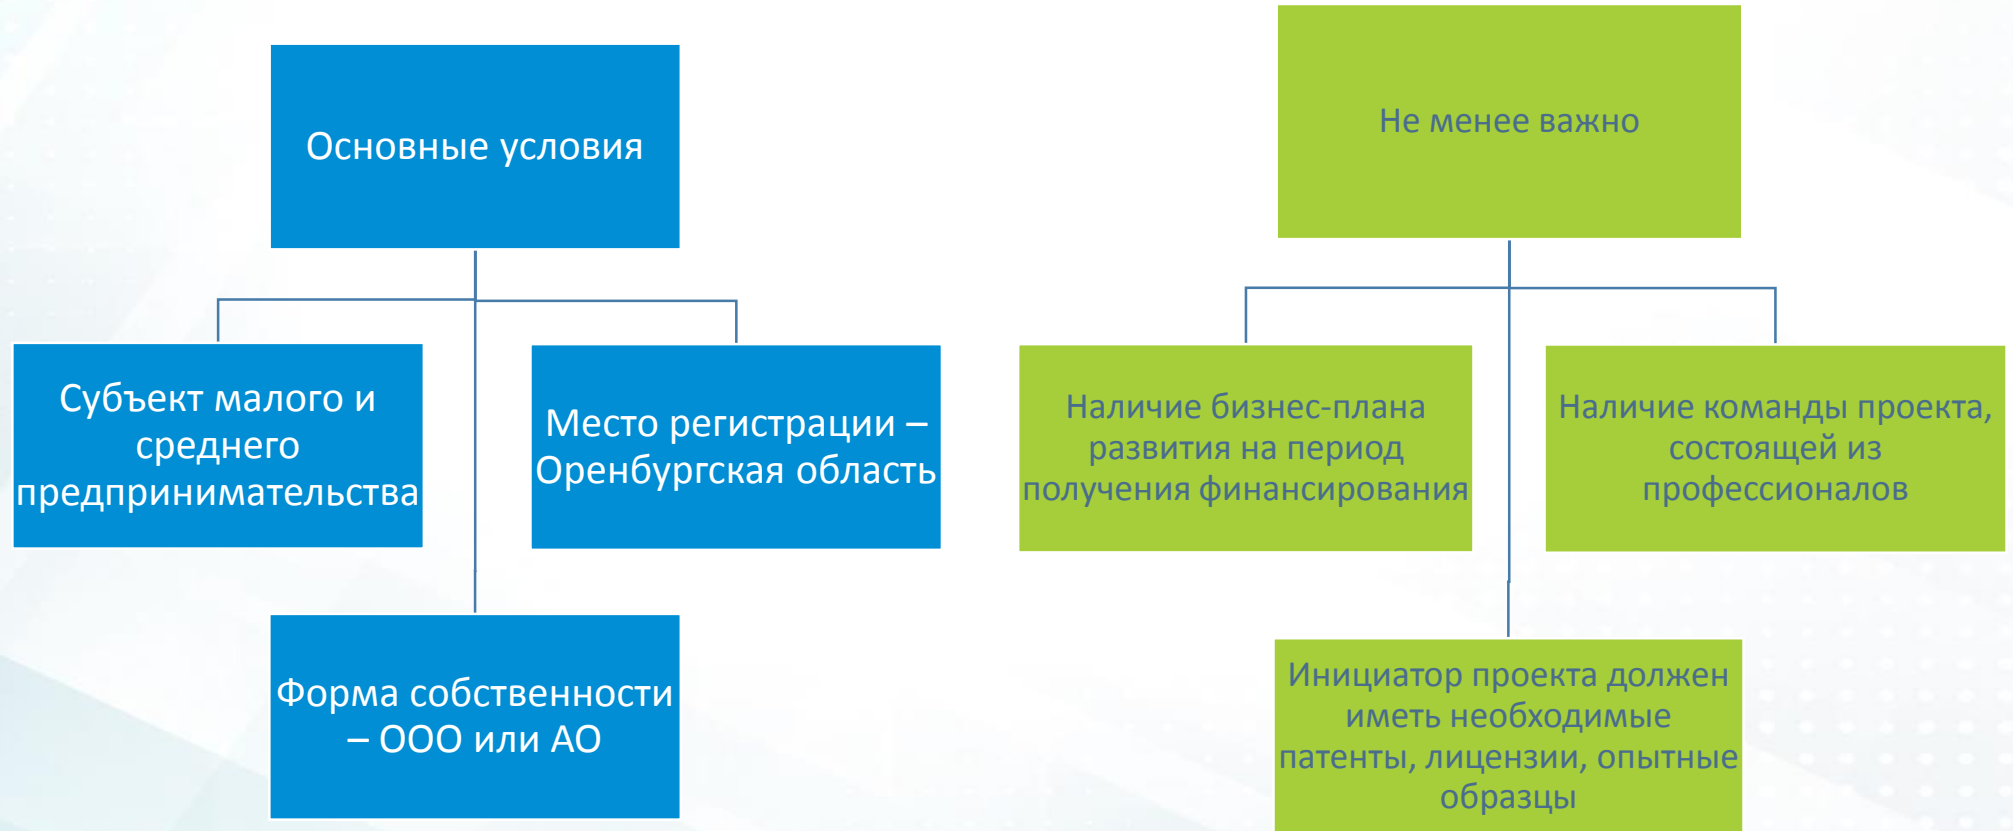 Основные условия
Субъект малого и
среднего
предпринимательства
Место регистрации –
Оренбургская область
Форма собственности
– ООО или АО
Не менее важно
Наличие бизнес-плана
развития на период
получения финансирования
Наличие команды проекта,
состоящей из
профессионалов
Инициатор проекта должен
иметь необходимые
патенты, лицензии, опытные
образцы